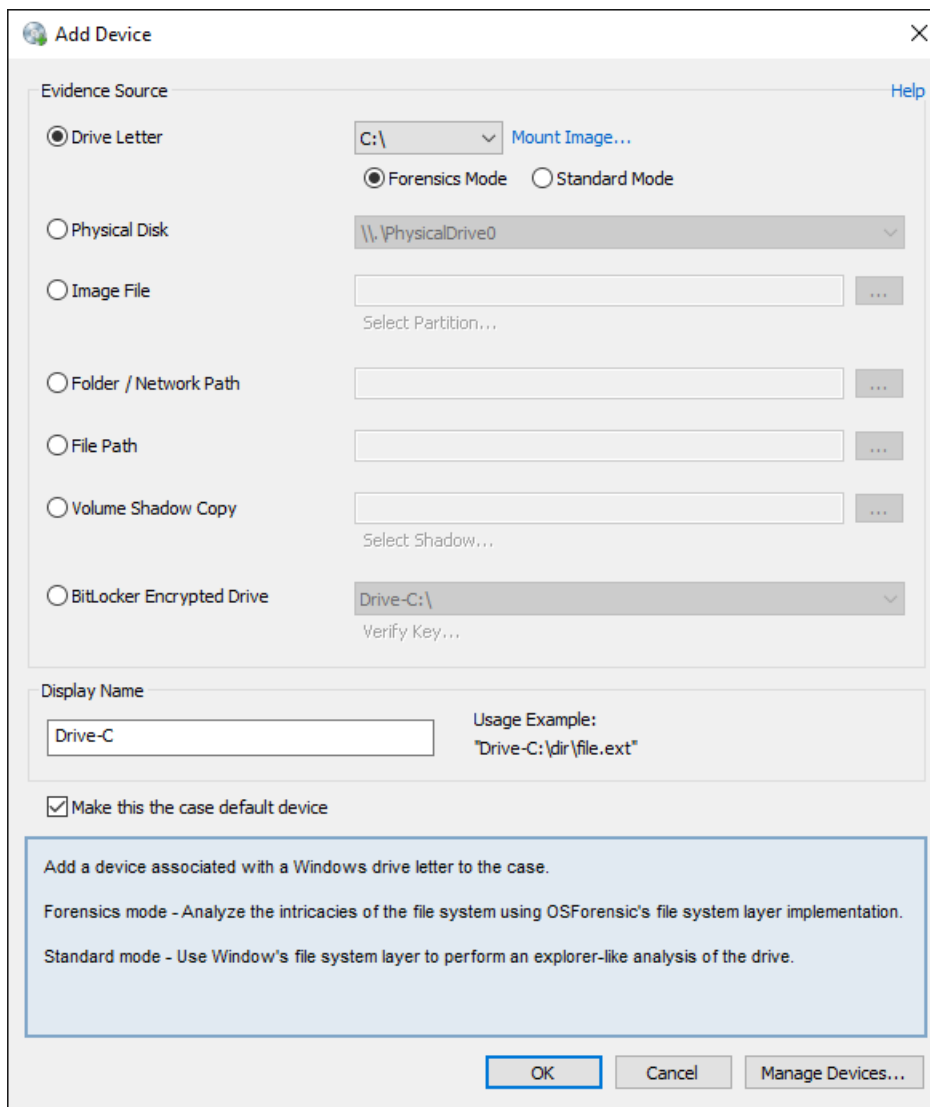 Add Device
Evidence Source
Help
Drive Letter
C:\
Mount Image...
Forensics Mode
Standard Mode
Physical Disk
\\.\PhysicalDrive0
Image File
...
Select Partition...
Folder / Network Path
...
File Path
...
Volume Shadow Copy
...
Select Shadow...
BitLocker Encrypted Drive
Drive-C:\
Verify Key...
Display Name
Drive-C
Usage Example:
"Drive-C:\dir\file.ext"
Make this the case default device
Add a device associated with a Windows drive letter to the case.
Forensics mode - Analyze the intricacies of the file system using OSForensic's file system layer implementation.
Standard mode - Use Window's file system layer to perform an explorer-like analysis of the drive.
OK
Cancel
Manage Devices...